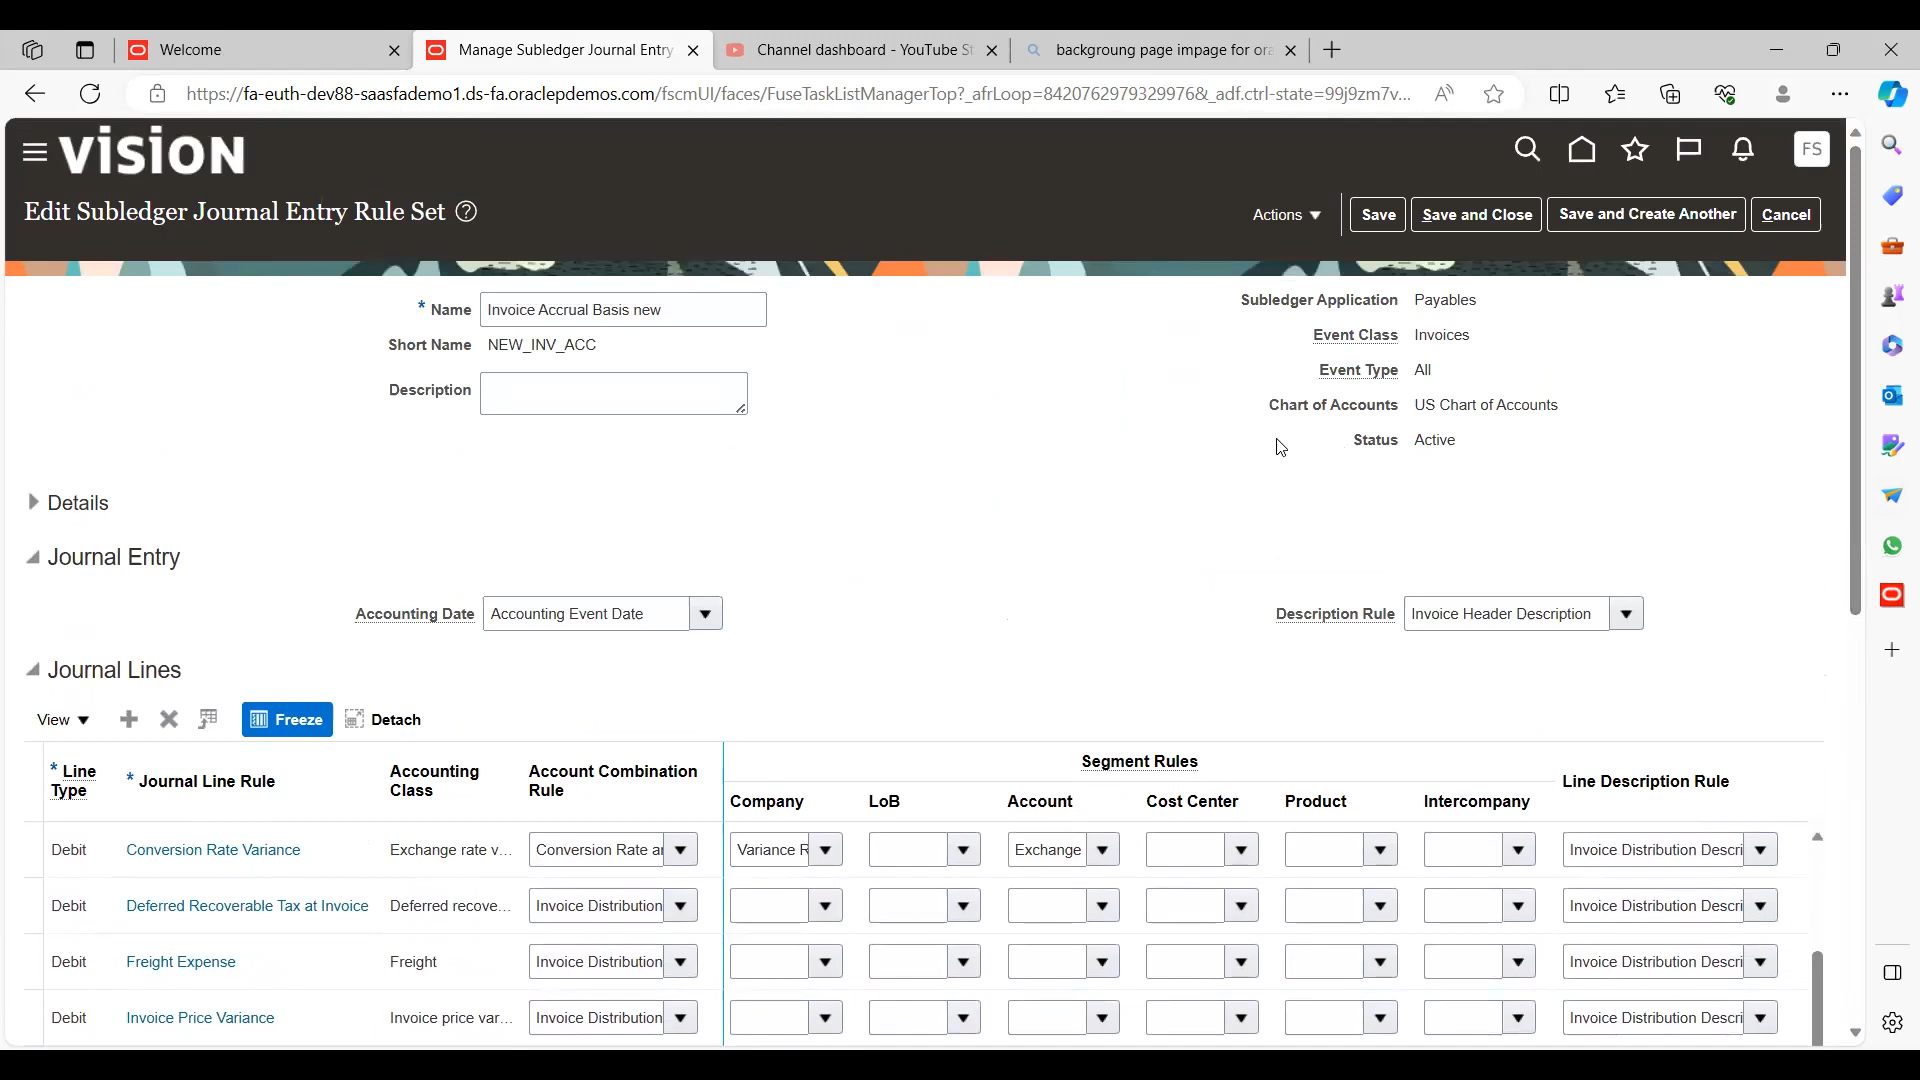 Welcome
Manage Subledger Journal Entry
Channel dashboard - YouTube St
backgroung page impage for ora
https://fa-euth-dev88-saasfademo1.ds-fa.oraclepdemos.com/fscmUI/faces/FuseTaskListManagerTop?_afrLoop=84207629793299​76&_adf.ctrl-state=99j9zm7v...
VISION
FS
Edit Subledger Journal Entry Rule Set ?
Actions
Save
Save and Close
Save and Create Another
Cancel
* Name Invoice Accrual Basis new
Short Name NEW_INV_ACC
Description
Subledger Application Payables
Event Class Invoices
Event Type All
Chart of Accounts US Chart of Accounts
Status Active
Details
Journal Entry
Accounting Date Accounting Event Date
Description Rule Invoice Header Description
Journal Lines
View Freeze Detach
* Line Type
* Journal Line Rule
Accounting Class
Account Combination Rule
Segment Rules
Company LoB Account Cost Center Product Intercompany
Line Description Rule
Debit Conversion Rate Variance Exchange rate v... Conversion Rate a Variance R Exchange Invoice Distribution Descri
Debit Deferred Recoverable Tax at Invoice Deferred recove... Invoice Distribution Invoice Distribution Descri
Debit Freight Expense Freight Invoice Distribution Invoice Distribution Descri
Debit Invoice Price Variance Invoice price var... Invoice Distribution Invoice Distribution Descri